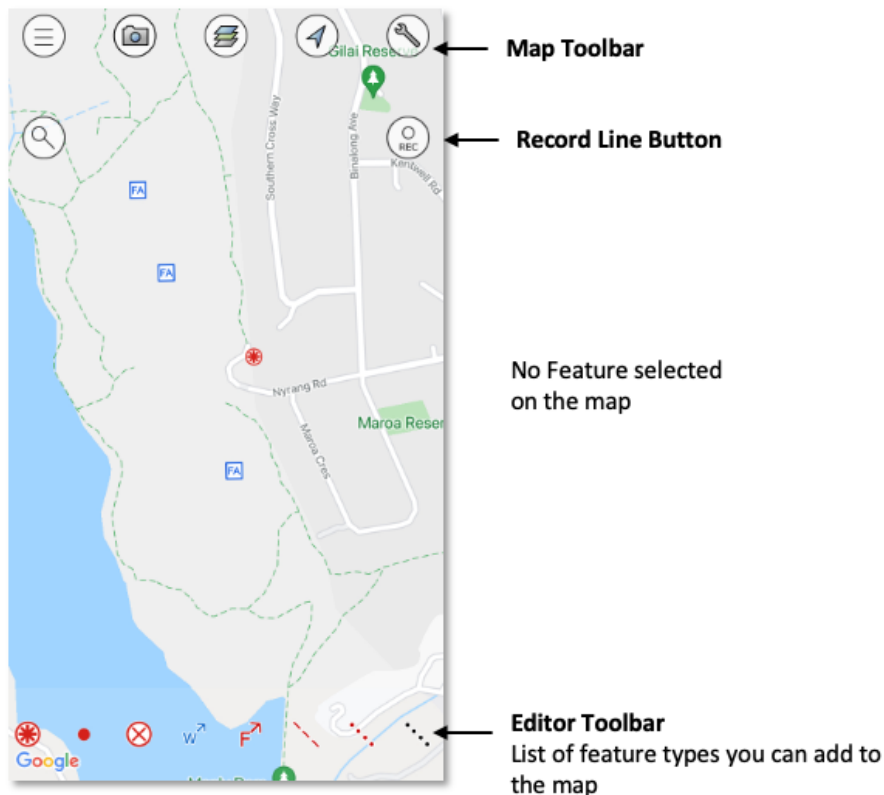 Gilai Reserve
Map Toolbar
Southern Cross Way
Binalong Ave
REC
Record Line Button
Kentwell Rd
FA
FA
No Feature selected
on the map
Nyrang Rd
Maroa Reser
Maroa Cres
FA
W
F
Editor Toolbar
List of feature types you can add to
the map
Google